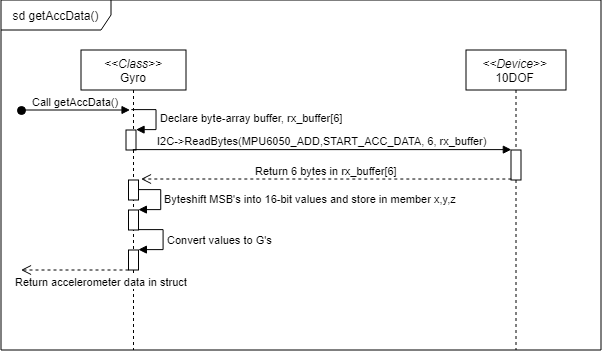 sd getAccData()
<<Class>>
Gyro
<<Device>>
10DOF
Call getAccData()
Declare byte-array buffer, rx_buffer[6]
I2C->ReadBytes(MPU6050_ADD,START_ACC_DATA, 6, rx_buffer)
Return 6 bytes in rx_buffer[6]
Byteshift MSB's into 16-bit values and store in member x,y,z
Convert values to G's
Return accelerometer data in struct